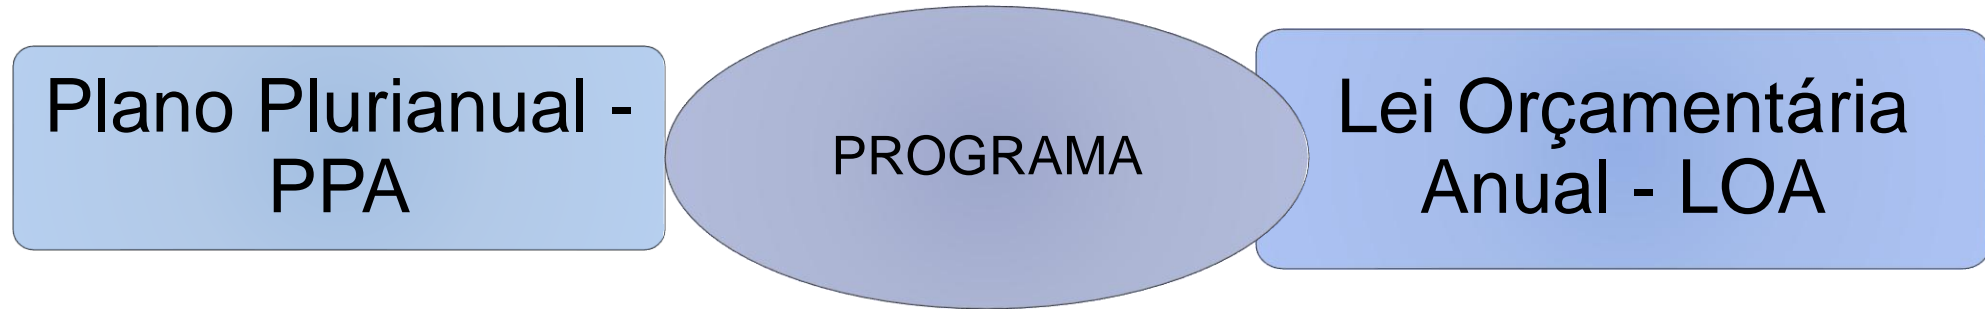 Plano Plurianual -
PPA
PROGRAMA
Lei Orçamentária
Anual - LOA